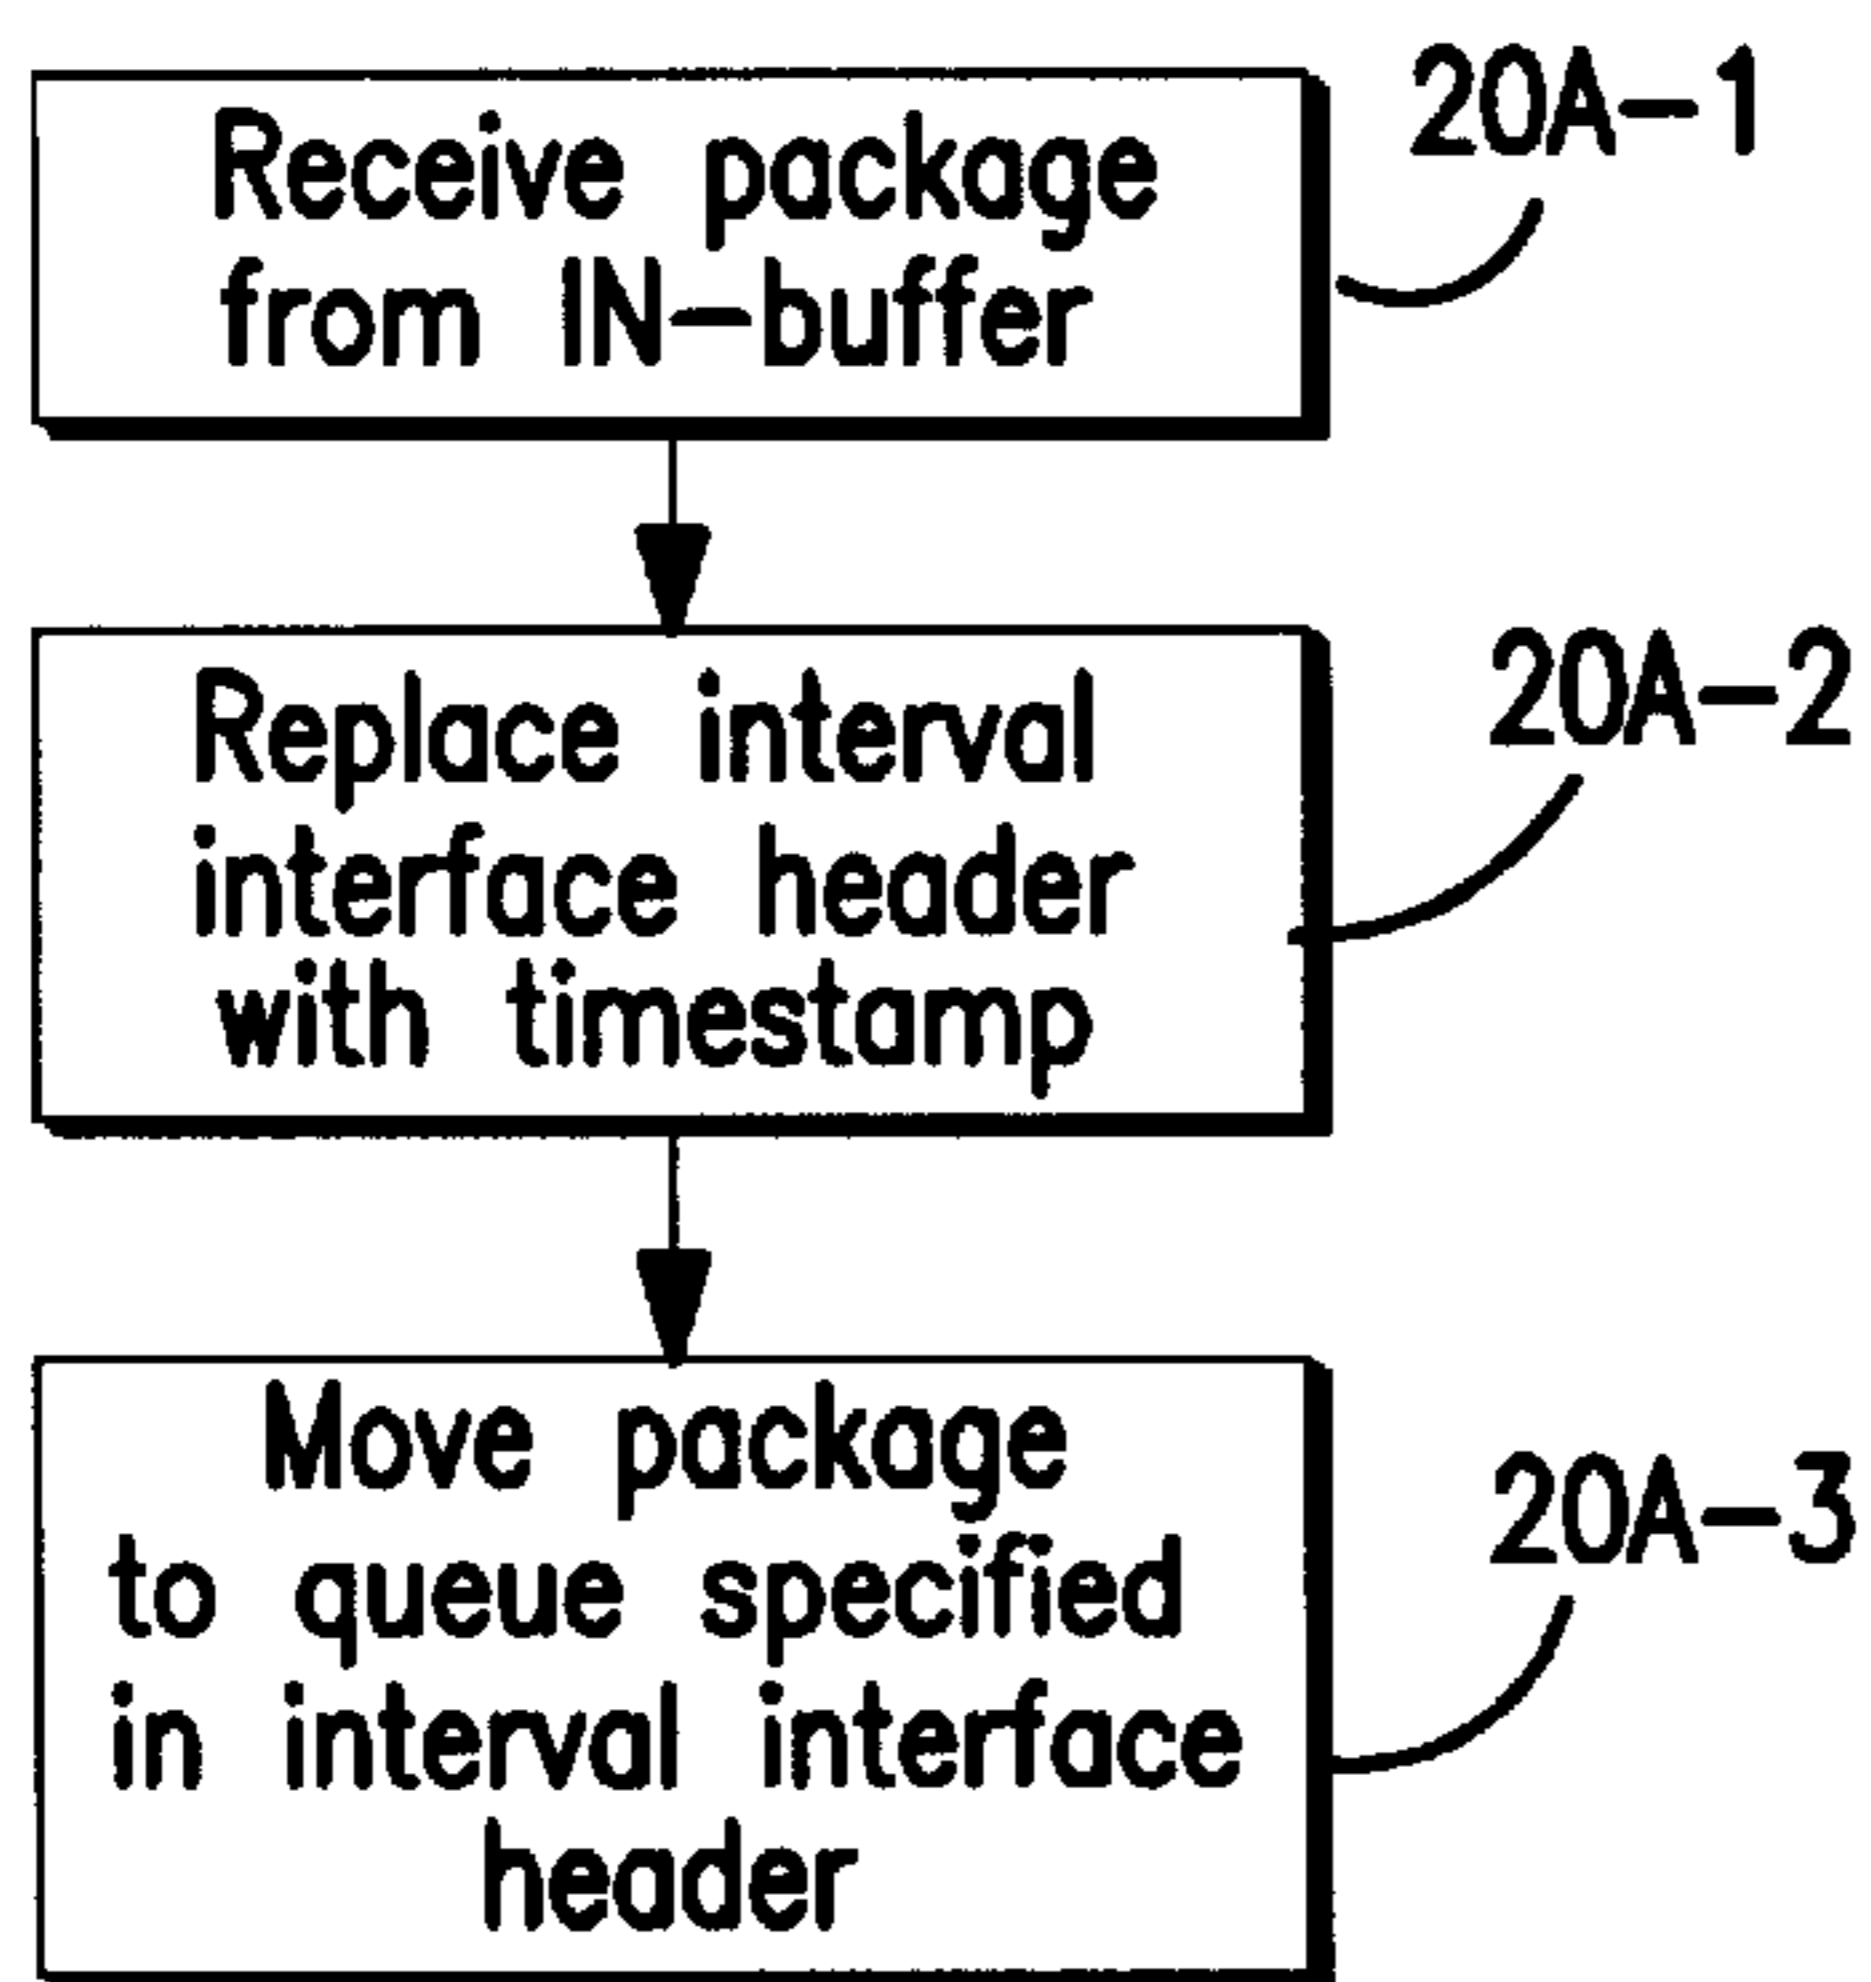 20A-1
Receive package
from IN-buffer
20A-2
Replace interval
interface header
with timestamp
20A-3
Move package
to queue specified
in interval interface
header